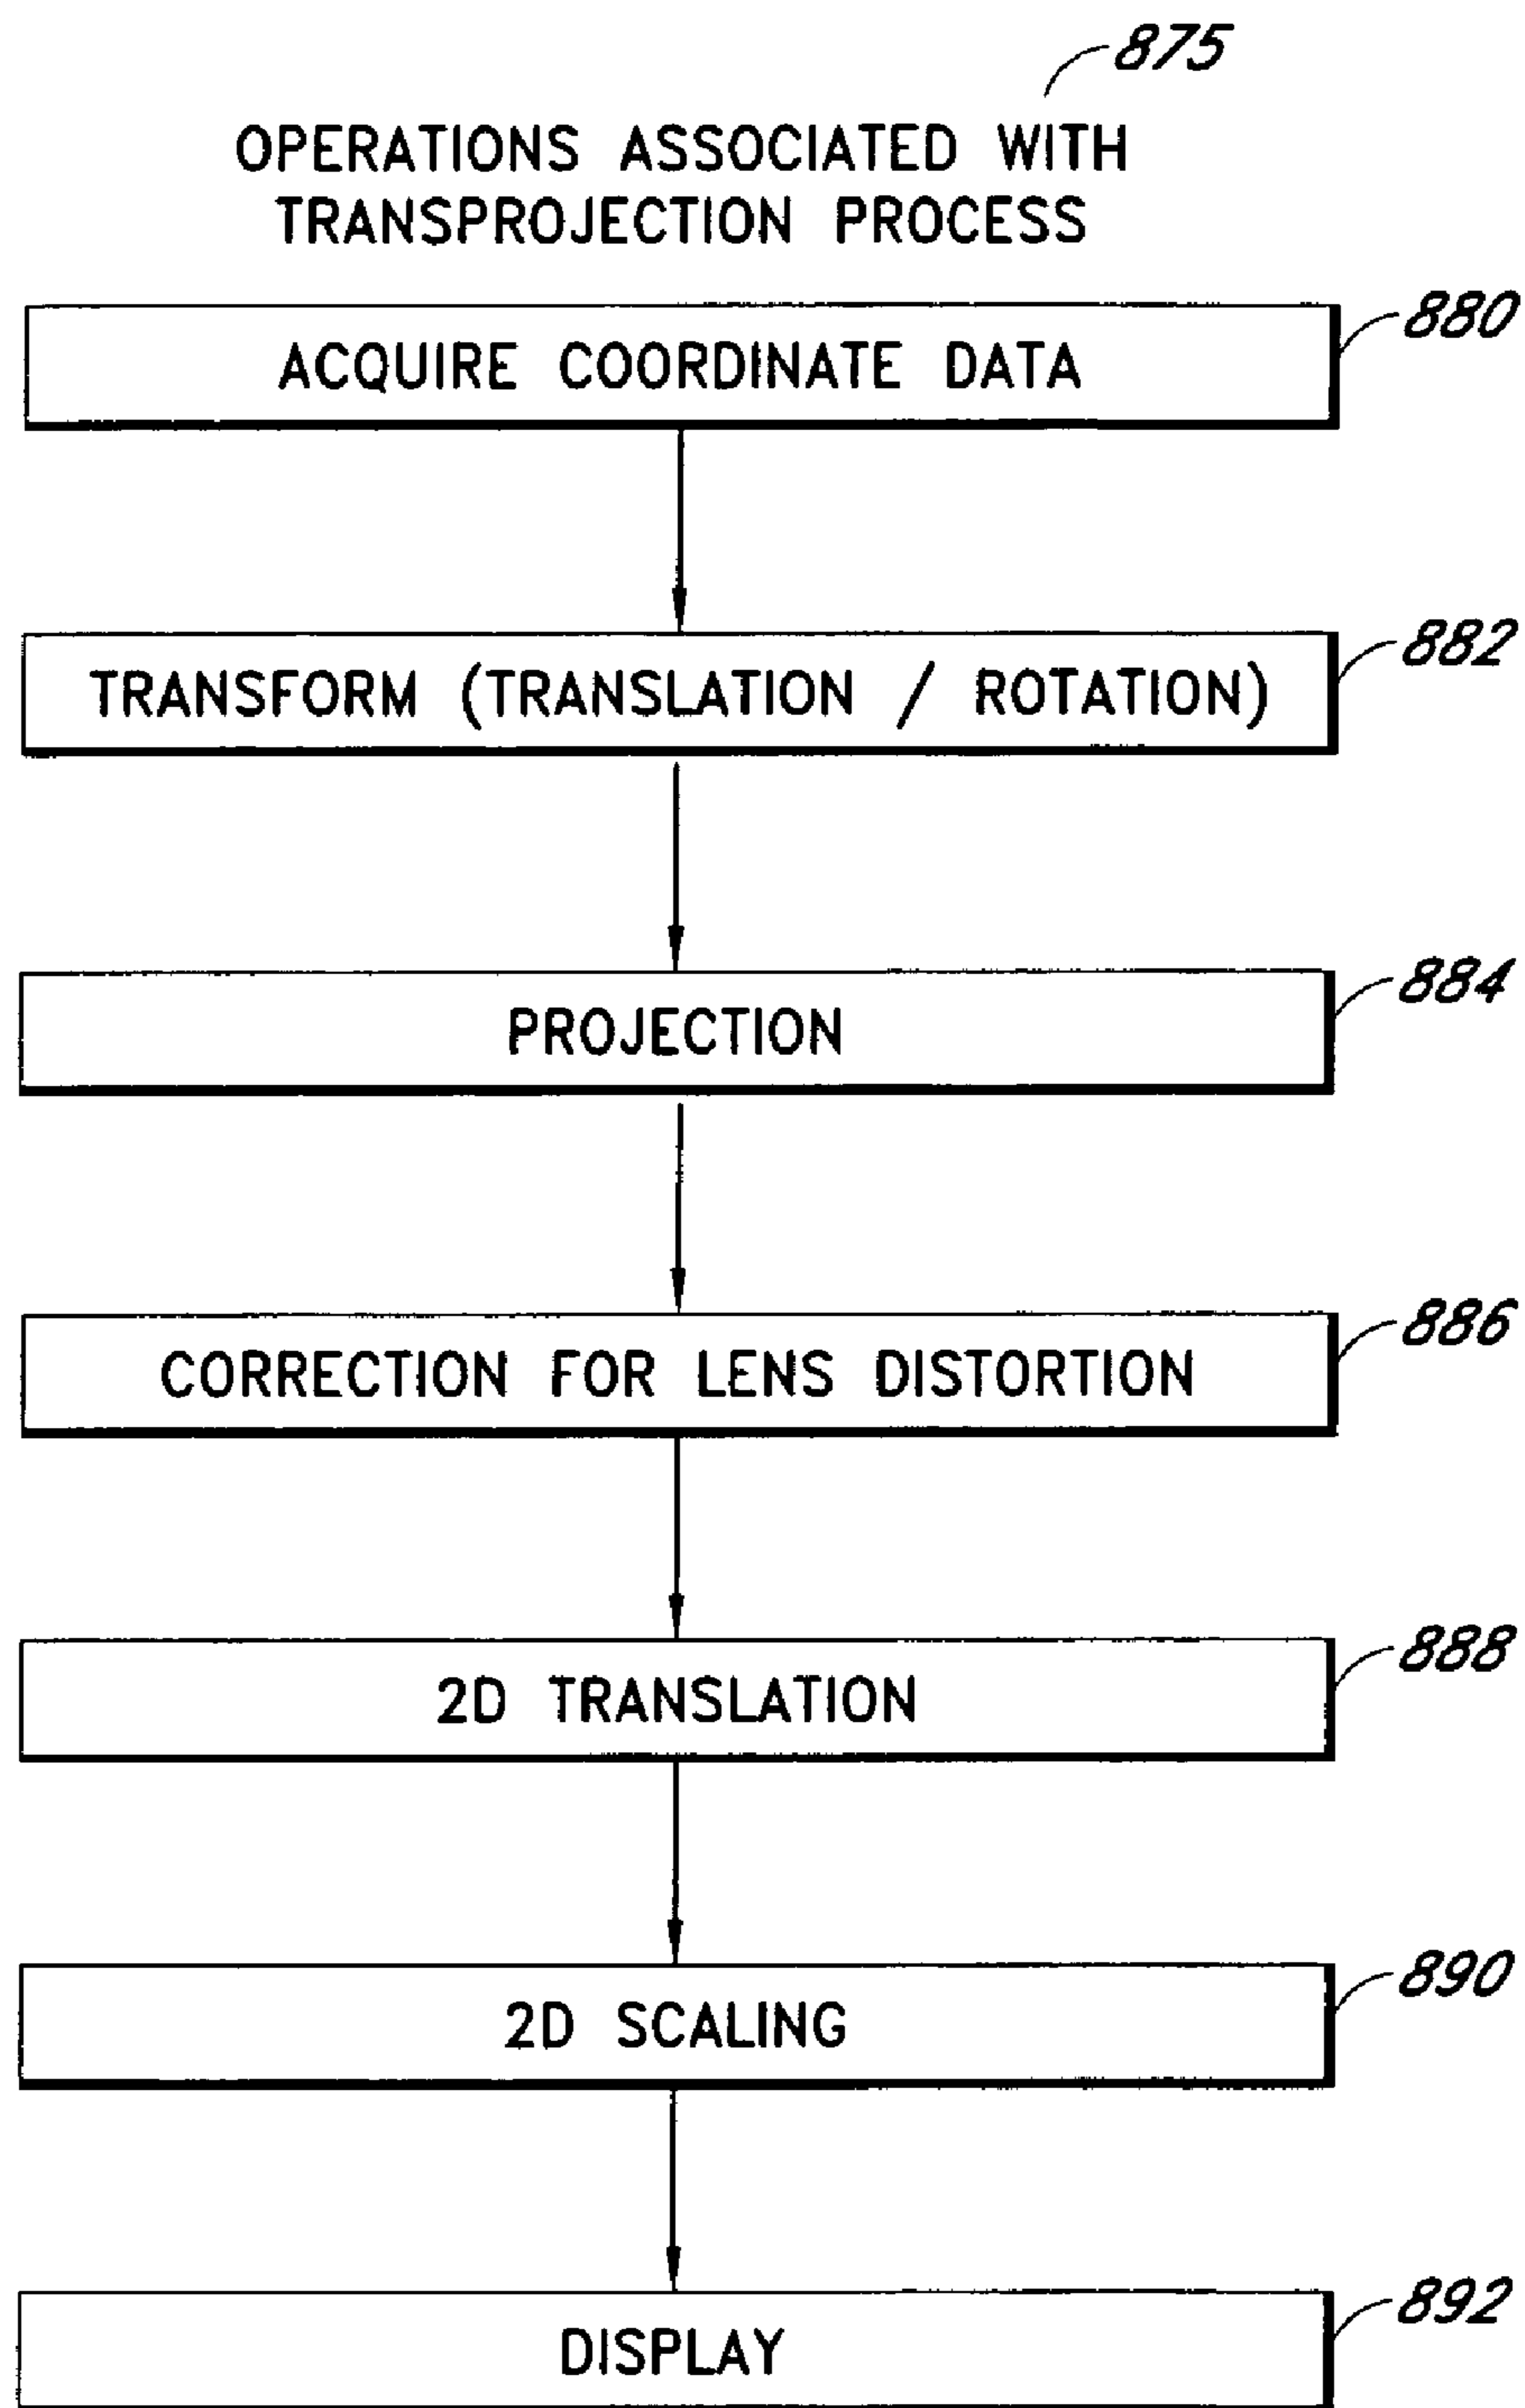 875
OPERATIONS ASSOCIATED WITH
TRANSPROJECTION PROCESS
880
ACQUIRE COORDINATE DATA
882
TRANSFORM (TRANSLATION / ROTATION)
884
PROJECTION
886
CORRECTION FOR LENS DISTORTION
888
2D TRANSLATION
890
2D SCALING
892
DISPLAY